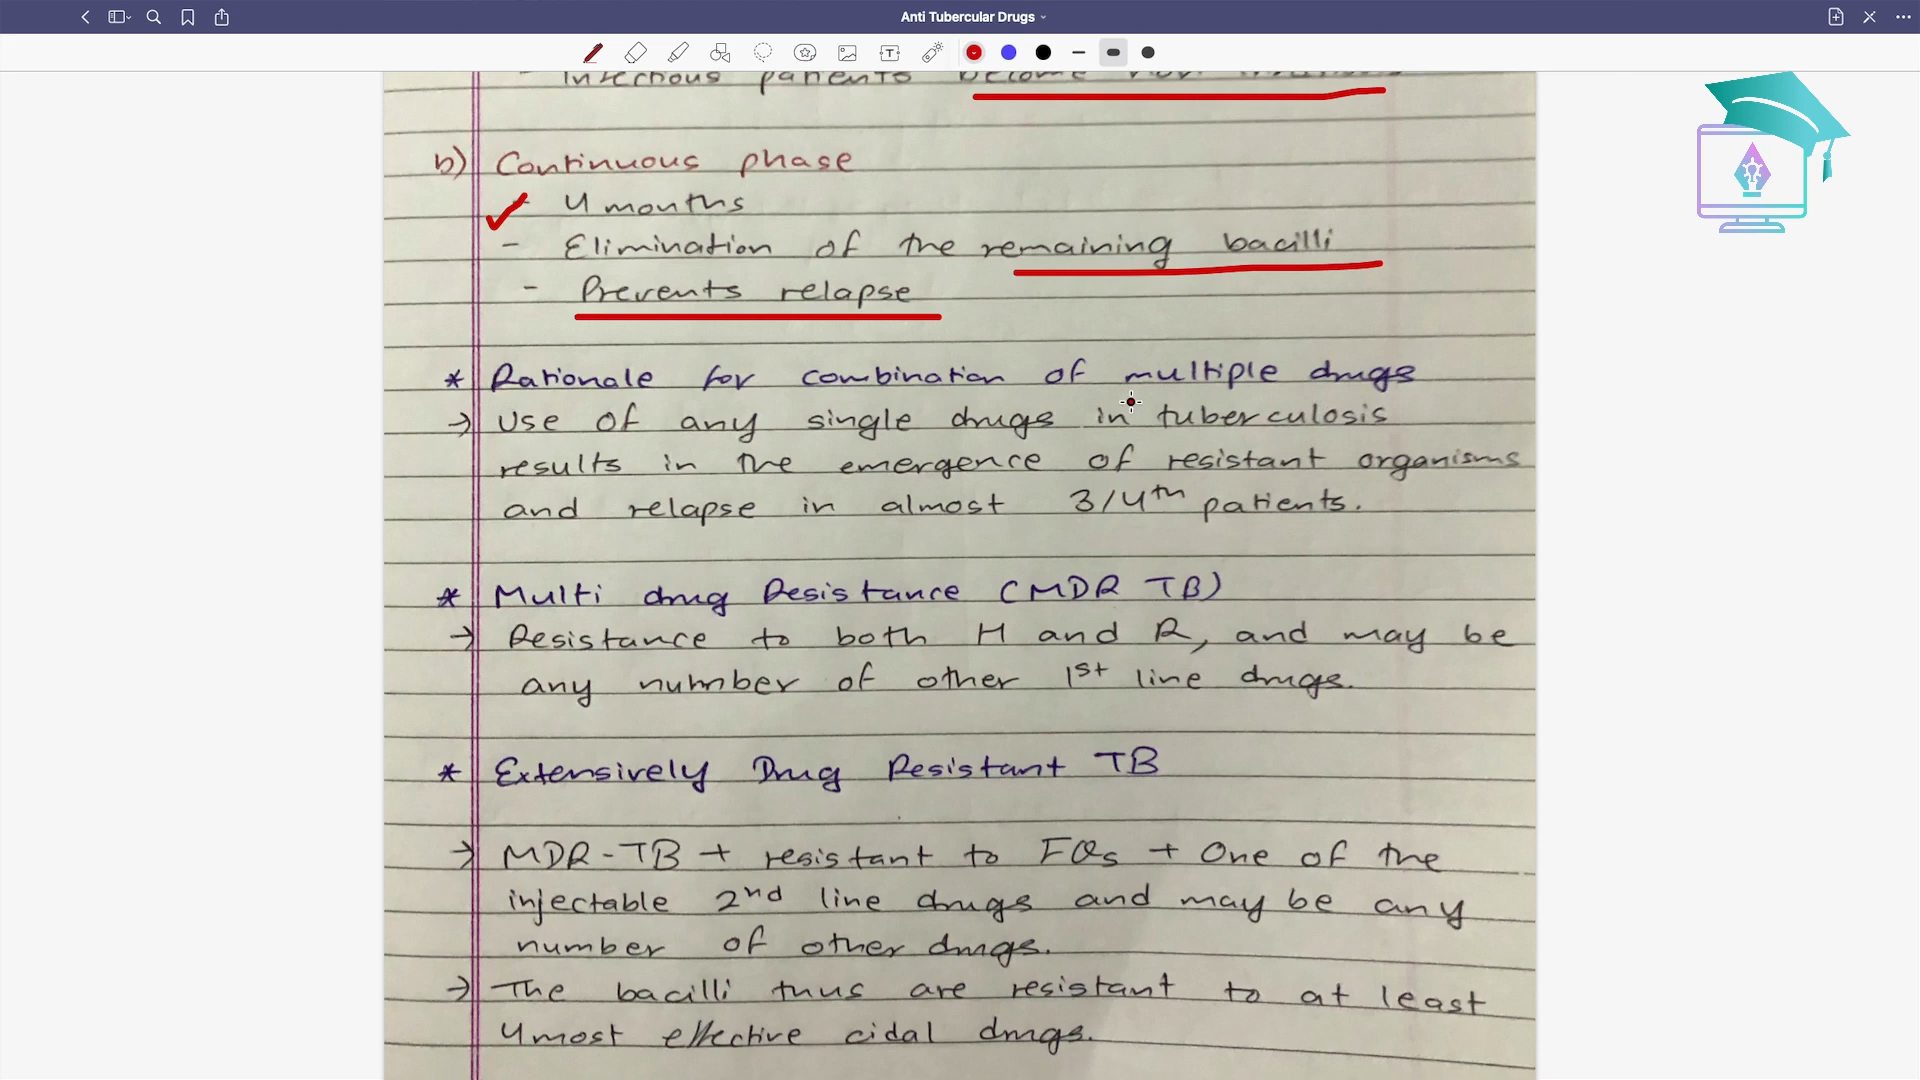 Anti Tubercular Drugs
T
Infectious patients become non
b) Continuous phase
- 4 months
- Elimination of the remaining bacilli
- Prevents relapse
* Rationale for combination of multiple drugs
→ Use of any single drugs in tuberculosis
results in the emergence of resistant organisms
and relapse in almost 3/4th patients.
* Multi drug Resistance (MDR TB)
→ Resistance to both H and R, and may be
any number of other 1st line drugs.
* Extensively Drug Resistant TB
→ MDR-TB + resistant to FQs + One of the
injectable 2nd line drugs and may be any
number of other drugs.
→ The bacilli thus are resistant to at least
4 most effective cidal drugs.